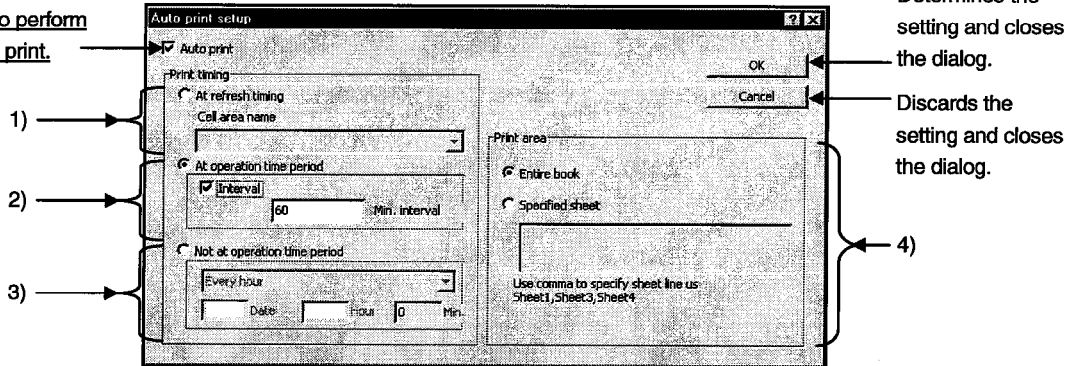 o perform
print.
Auto print setup
Auto print
Print timing
At refresh timing
Cell area name
At operation time period
Interval
60 Min. interval
Not at operation time period
Every hour
Date Hour 0 Min.
OK
Cancel
Print area
Entire book
Specified sheet
Use comma to specify sheet line us
Sheet1,Sheet3,Sheet4
1)
2)
3)
4)
Determines the
setting and closes
the dialog.
Discards the
setting and closes
the dialog.